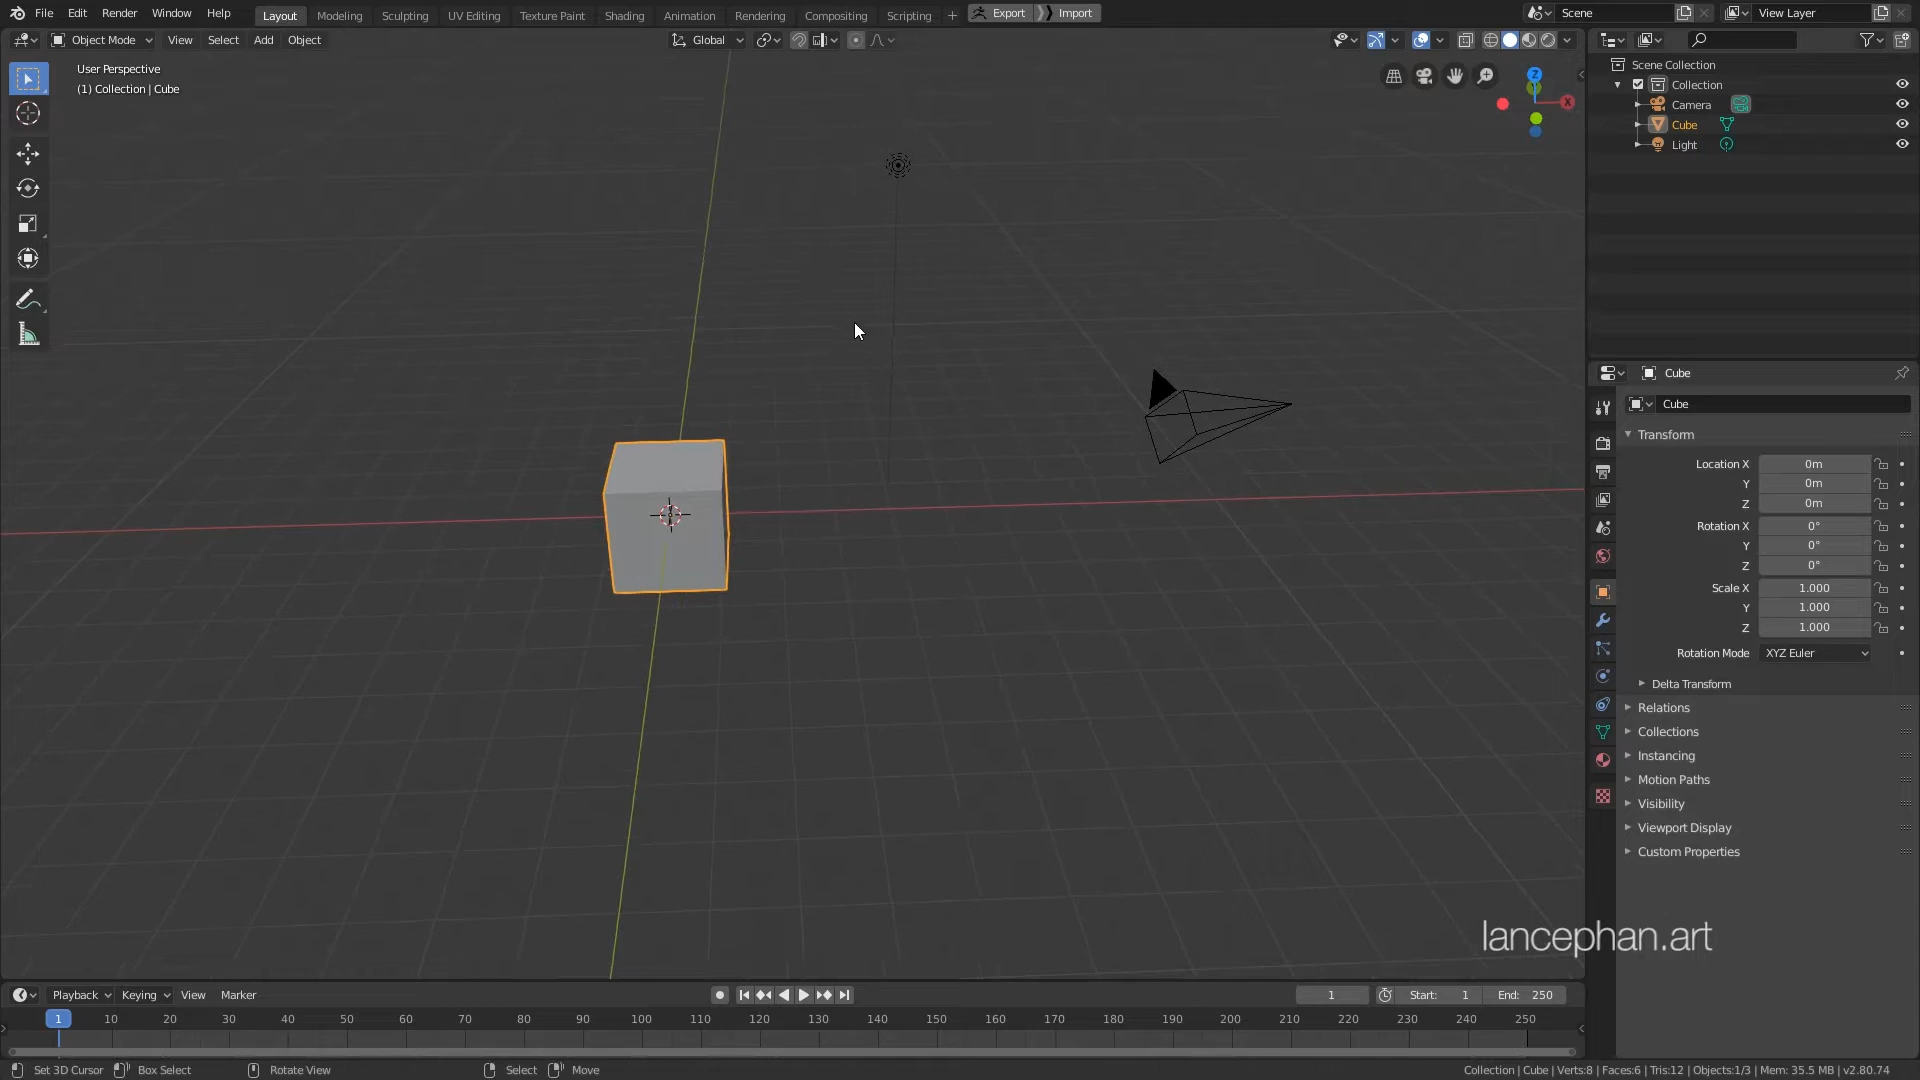 File Edit Render Window Help Layout Modeling Sculpting UV Editing Texture Paint Shading Animation Rendering Compositing Scripting + Export Import Scene View Layer
Object Mode View Select Add Object Global
User Perspective
(1) Collection | Cube
Z
X
Scene Collection
Collection
Camera
Cube
Light
Cube
Cube
Transform
Location X 0m
Y 0m
Z 0m
Rotation X 0°
Y 0°
Z 0°
Scale X 1.000
Y 1.000
Z 1.000
Rotation Mode XYZ Euler
Delta Transform
Relations
Collections
Instancing
Motion Paths
Visibility
Viewport Display
Custom Properties
lancephan.art
Playback Keying View Marker 1 Start: 1 End: 250
1 10 20 30 40 50 60 70 80 90 100 110 120 130 140 150 160 170 180 190 200 210 220 230 240 250
Set 3D Cursor Box Select Rotate View Select Move Collection | Cube | Verts:8 | Faces:6 | Tris:12 | Objects:1/3 | Mem: 35.5 MB | v2.80.74